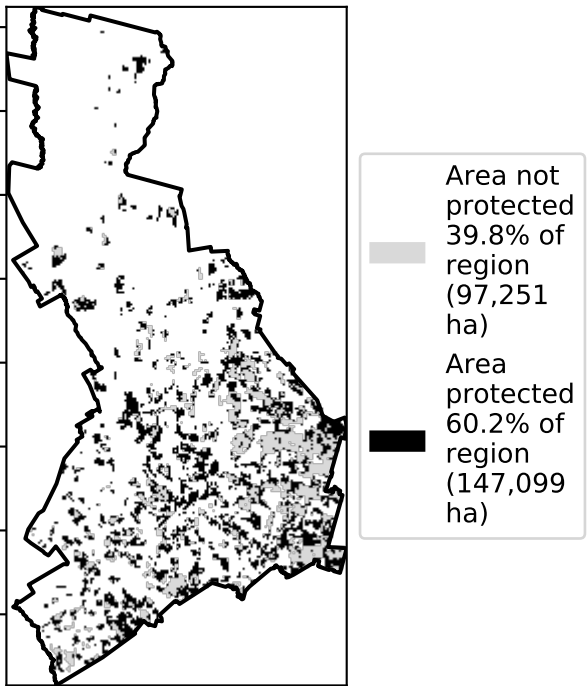 Area not
protected
39.8% of
region
(97,251
ha)
Area
protected
60.2% of
region
(147,099
ha)